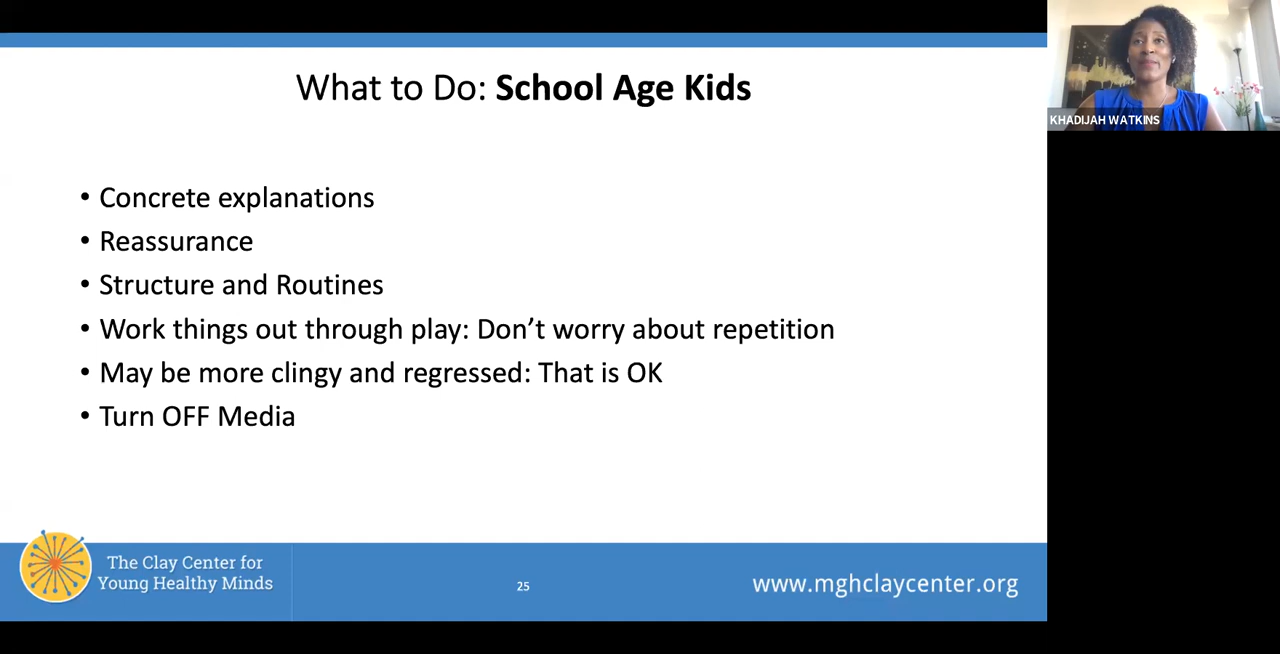 What to Do: School Age Kids
KHADIJAH WATKINS
• Concrete explanations
• Reassurance
• Structure and Routines
• Work things out through play: Don’t worry about repetition
• May be more clingy and regressed: That is OK
• Turn OFF Media
The Clay Center for
Young Healthy Minds
25
www.mghclaycenter.org